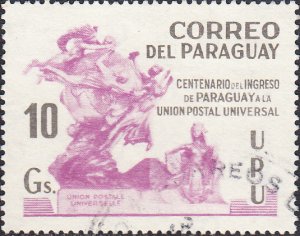 CORREO
DEL PARAGUAY
CENTENARIO DEL INGRESO
DE PARAGUAY A LA
UNION POSTAL UNIVERSAL
10
Gs.
U
B
U
UNION POSTALE
UNIVERSELLE